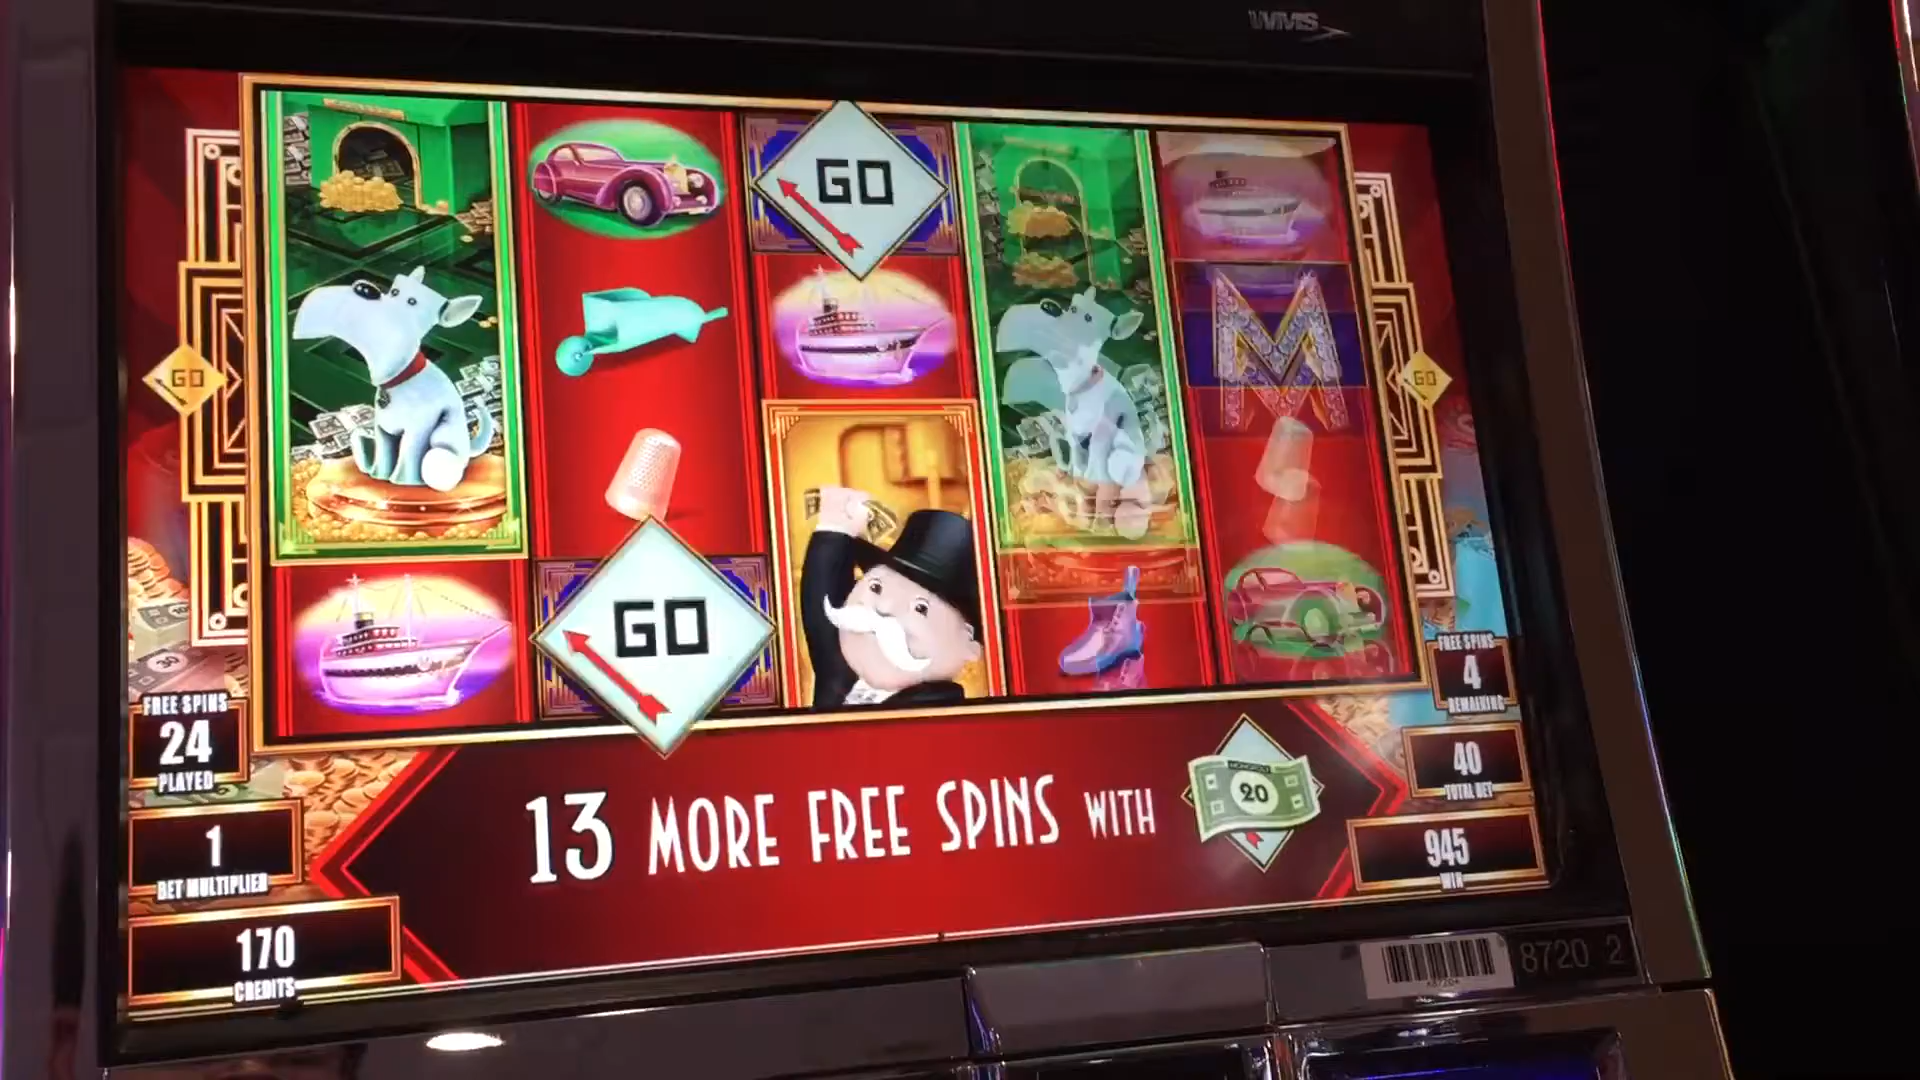 WMS
GO
GO
GO
M
GO
FREE SPINS
24
PLAYED
FREE SPINS
4
REMAINING
13 MORE FREE SPINS WITH
MONOPOLY
20
40
TOTAL BET
1
BET MULTIPLIER
945
WIN
170
CREDITS
8720 2